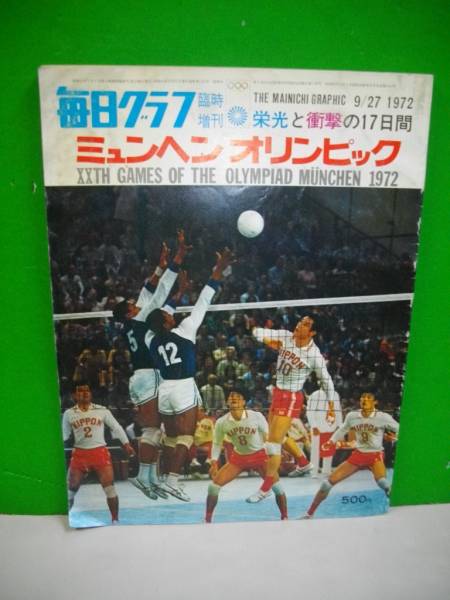 毎日グラフ
臨時
増刊
THE MAINICHI GRAPHIC 9/27 1972
栄光と衝撃の17日間
ミュンヘンオリンピック
XXTH GAMES OF THE OLYMPIAD MÜNCHEN 1972
5
12
NIPPON
10
NIPPON
2
NIPPON
8
NIPPON
9
500円